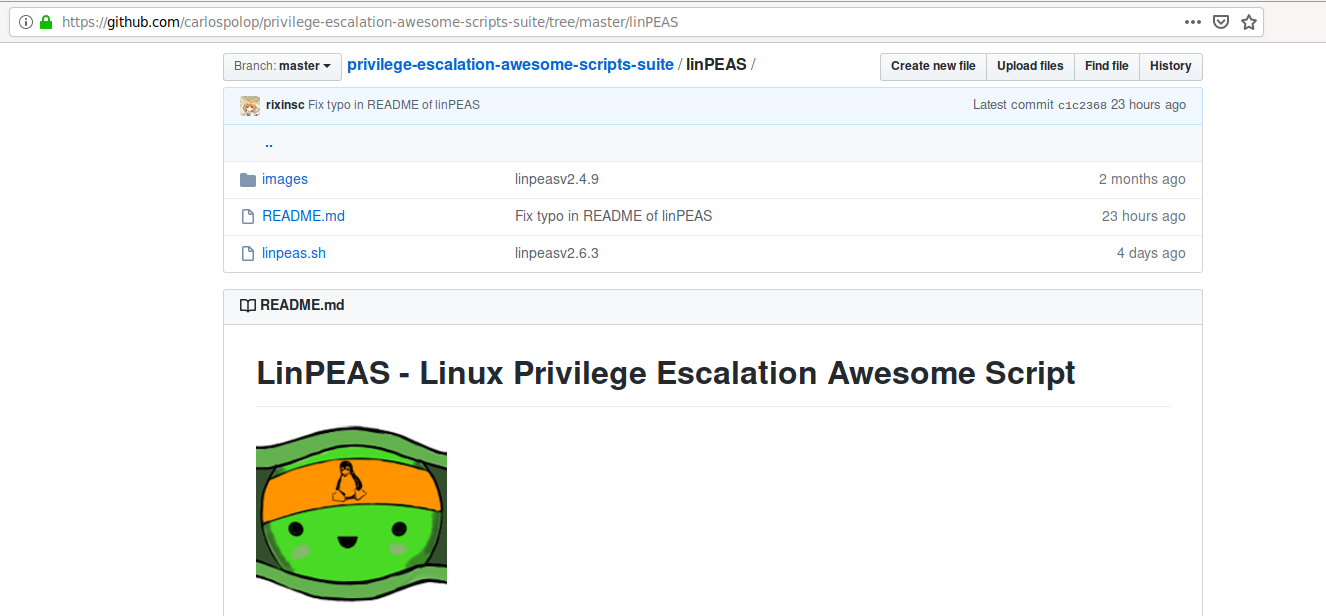 https://github.com/carlospolop/privilege-escalation-awesome-scripts-suite/tree/master/linPEAS
Branch: master privilege-escalation-awesome-scripts-suite / linPEAS / Create new file Upload files Find file History
rixinsc Fix typo in README of linPEAS Latest commit c1c2368 23 hours ago
..
images linpeasv2.4.9 2 months ago
README.md Fix typo in README of linPEAS 23 hours ago
linpeas.sh linpeasv2.6.3 4 days ago
README.md
LinPEAS - Linux Privilege Escalation Awesome Script